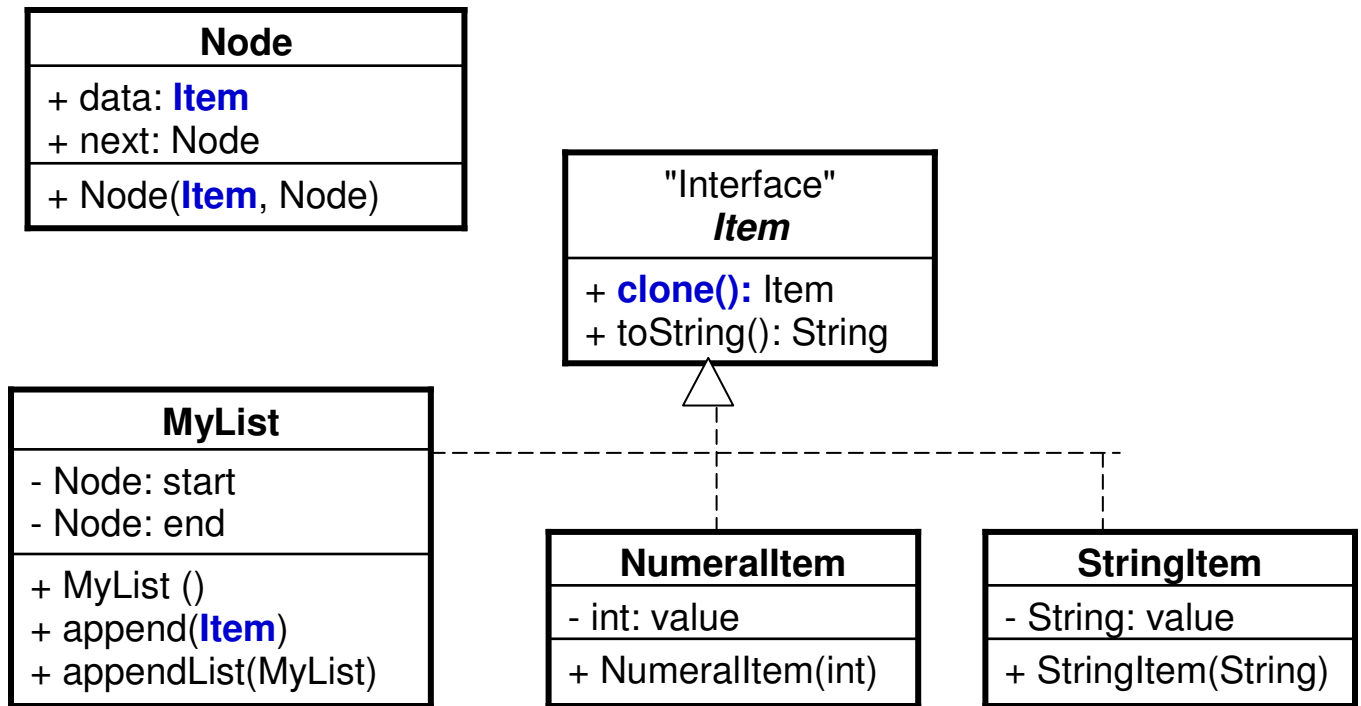 Node
+ data: Item
+ next: Node
+ Node(Item, Node)
"Interface"
Item
+ clone(): Item
+ toString(): String
MyList
- Node: start
- Node: end
+ MyList ()
+ append(Item)
+ appendList(MyList)
NumeralItem
- int: value
+ NumeralItem(int)
StringItem
- String: value
+ StringItem(String)